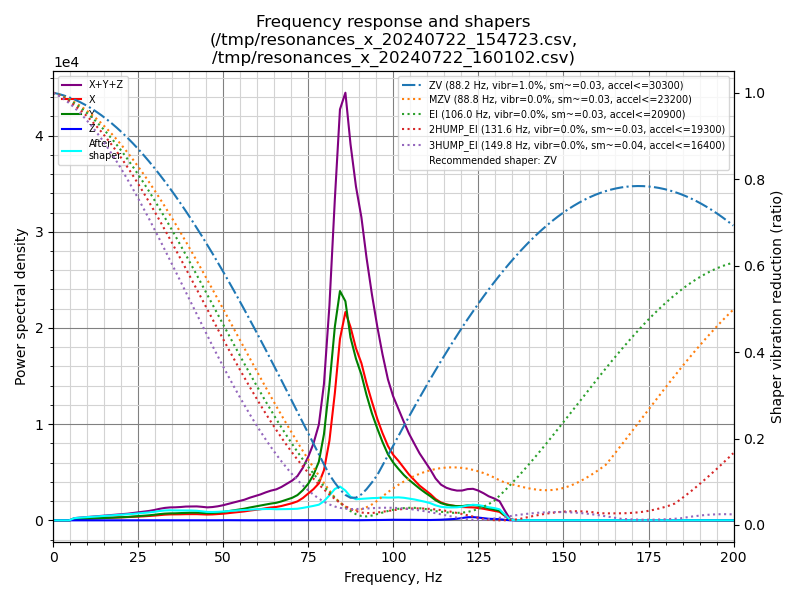 Frequency response and shapers
(/tmp/resonances_x_20240722_154723.csv,
/tmp/resonances_x_20240722_160102.csv)
1e4
X+Y+Z
X
Y
Z
After
shaper
ZV (88.2 Hz, vibr=1.0%, sm~=0.03, accel<=30300)
MZV (88.8 Hz, vibr=0.0%, sm~=0.03, accel<=23200)
EI (106.0 Hz, vibr=0.0%, sm~=0.03, accel<=20900)
2HUMP_EI (131.6 Hz, vibr=0.0%, sm~=0.03, accel<=19300)
3HUMP_EI (149.8 Hz, vibr=0.0%, sm~=0.04, accel<=16400)
Recommended shaper: ZV
Power spectral density
4
3
2
1
0
Shaper vibration reduction (ratio)
1.0
0.8
0.6
0.4
0.2
0.0
0 25 50 75 100 125 150 175 200
Frequency, Hz